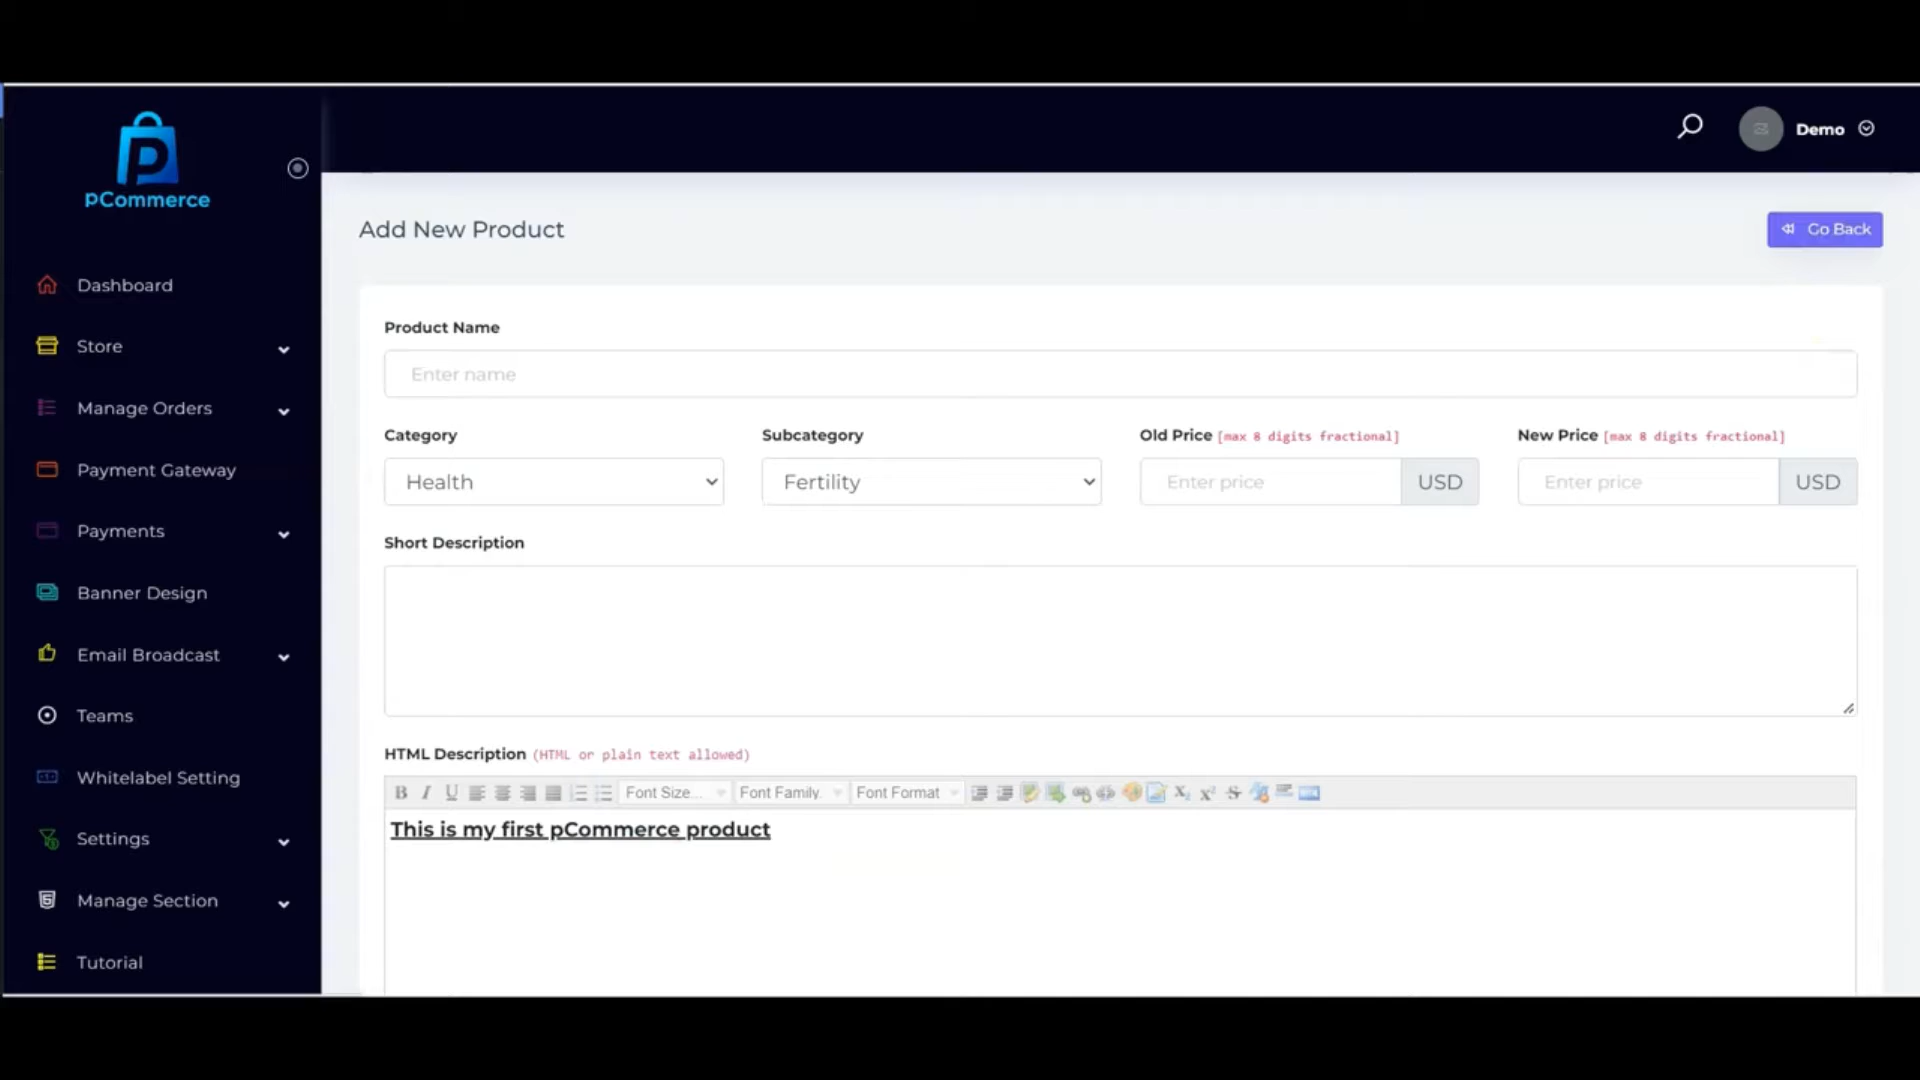 pCommerce
Demo
Add New Product
Go Back
Dashboard
Store
Manage Orders
Payment Gateway
Payments
Banner Design
Email Broadcast
Teams
Whitelabel Setting
Settings
Manage Section
Tutorial
Product Name
Enter name
Category
Subcategory
Old Price [max 8 digits fractional]
New Price [max 8 digits fractional]
Health
Fertility
Enter price USD
Enter price USD
Short Description
HTML Description (HTML or plain text allowed)
B I U Font Size... Font Family. Font Format
This is my first pCommerce product